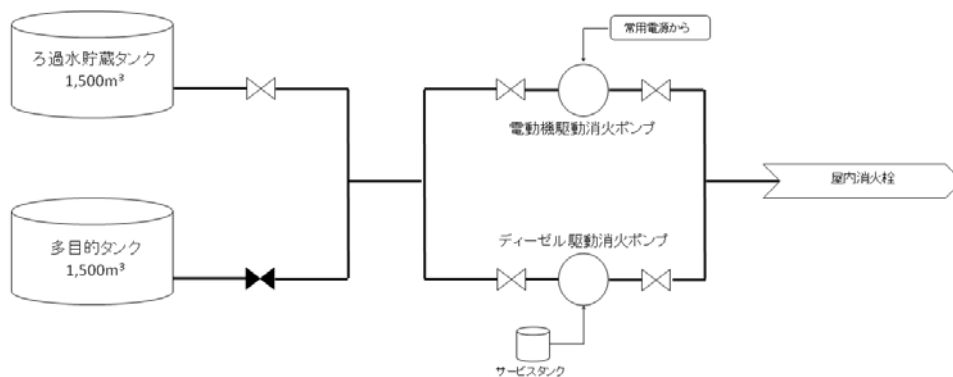 ろ過水貯蔵タンク
1,500m³
常用電源から
電動機駆動消火ポンプ
屋内消火栓
多目的タンク
1,500m³
ディーゼル駆動消火ポンプ
サービスタンク